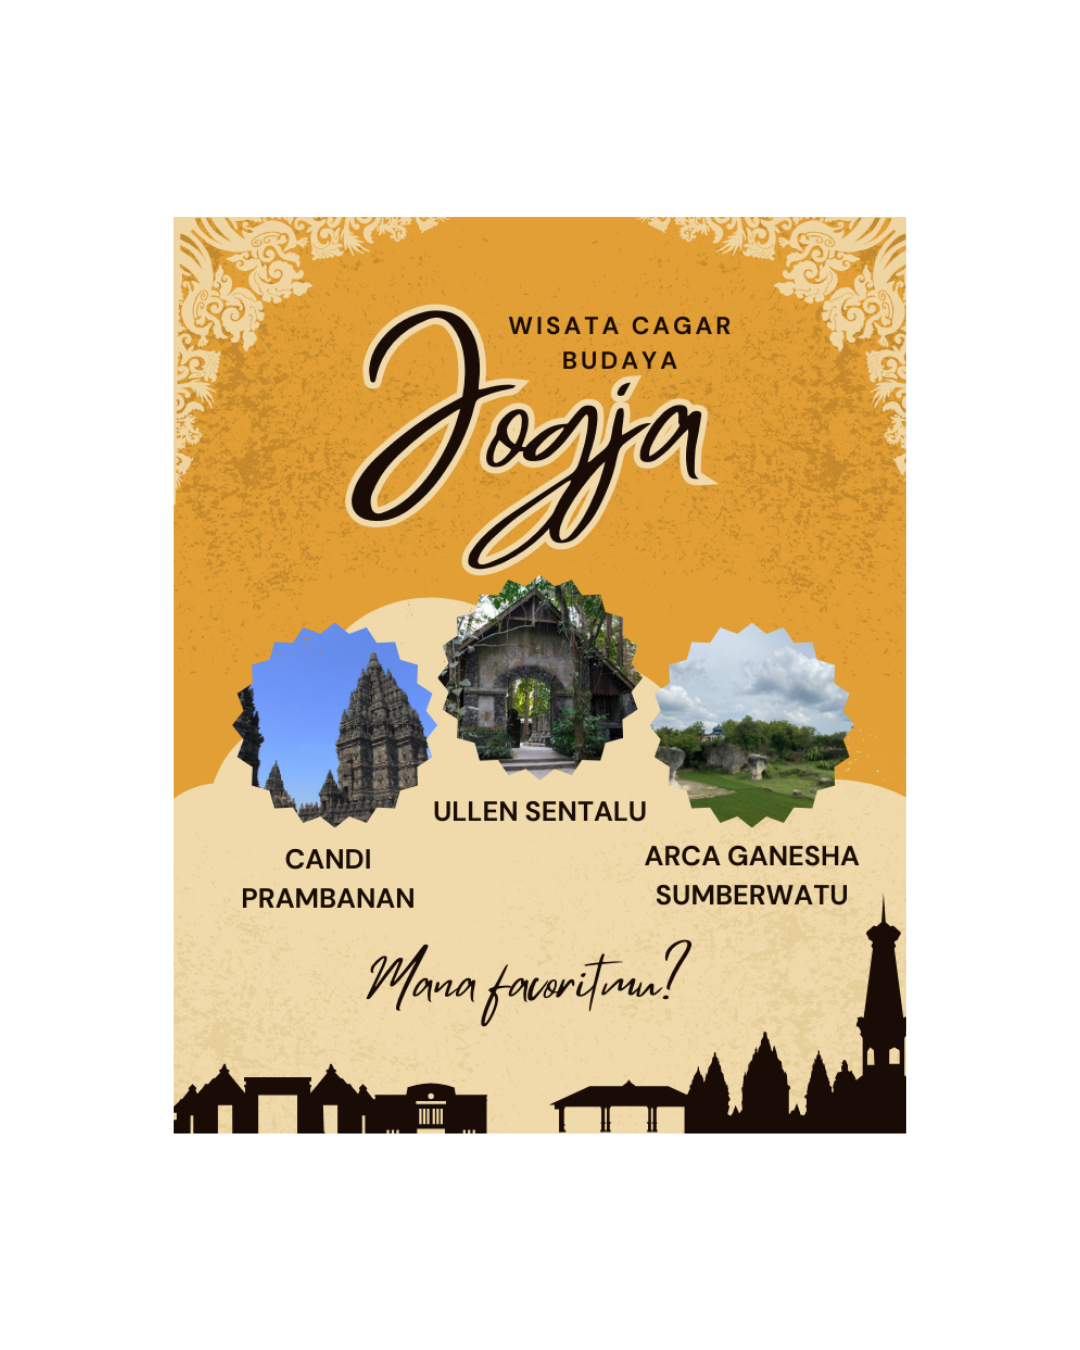 WISATA CAGAR
BUDAYA
Jogja
ULLEN SENTALU
CANDI
PRAMBANAN
ARCA GANESHA
SUMBERWATU
Mana favoritmu?